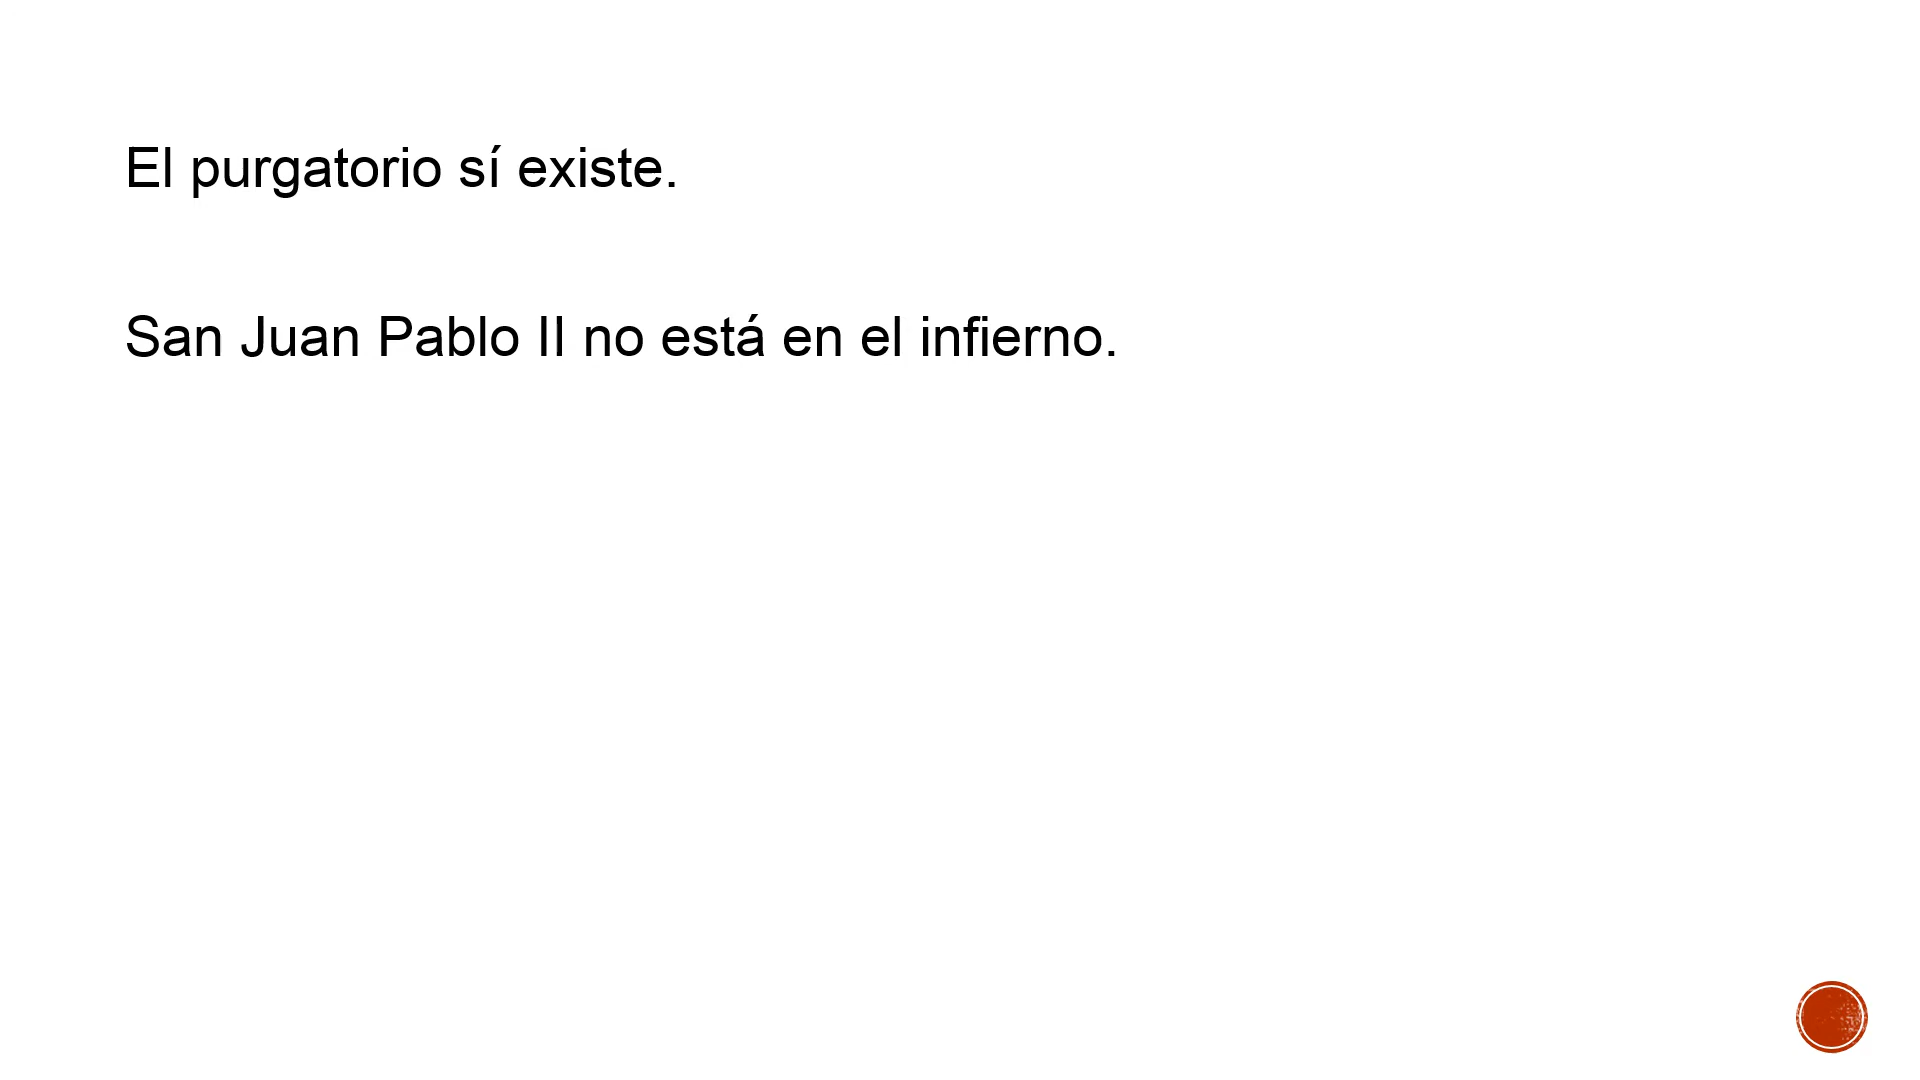 El purgatorio sí existe.
San Juan Pablo II no está en el infierno.